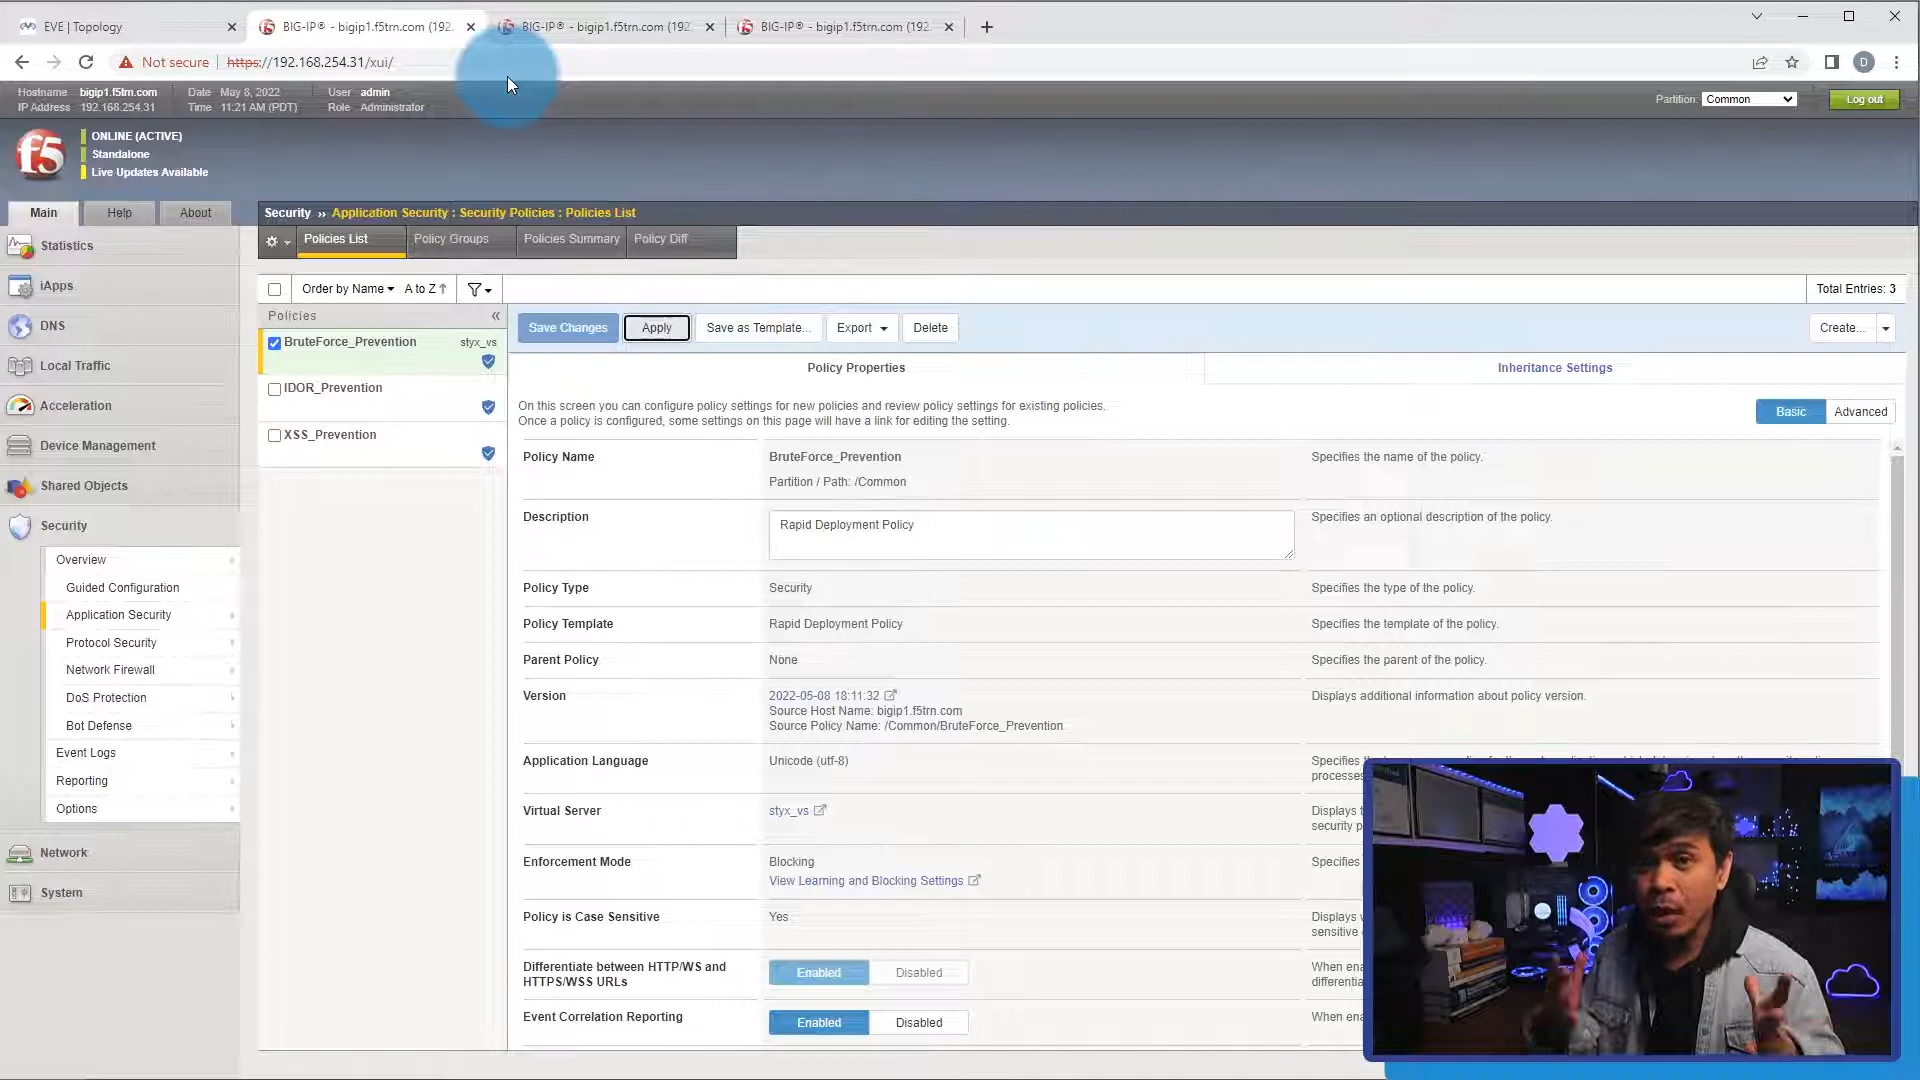 EVE | Topology
BIG-IP® - bigip1.f5trn.com (192.
BIG-IP® - bigip1.f5trn.com (192
BIG-IP® - bigip1.f5trn.com (192
Not secure https://192.168.254.31/xui/
D
Hostname bigip1.f5trn.com Date May 8, 2022 User admin
IP Address 192.168.254.31 Time 11:21 AM (PDT) Role Administrator
Partition: Common Log out
f5
ONLINE (ACTIVE)
Standalone
Live Updates Available
Main Help About
Security ›› Application Security : Security Policies : Policies List
Policies List Policy Groups Policies Summary Policy Diff
Statistics
iApps
DNS
Local Traffic
Acceleration
Device Management
Shared Objects
Security
Overview
Guided Configuration
Application Security
Protocol Security
Network Firewall
DoS Protection
Bot Defense
Event Logs
Reporting
Options
Network
System
Order by Name A to Z Total Entries: 3
Policies
BruteForce_Prevention styx_vs
IDOR_Prevention
XSS_Prevention
Save Changes Apply Save as Template... Export Delete Create...
Policy Properties Inheritance Settings
On this screen you can configure policy settings for new policies and review policy settings for existing policies.
Once a policy is configured, some settings on this page will have a link for editing the setting.
Basic Advanced
Policy Name BruteForce_Prevention Specifies the name of the policy.
Partition / Path: /Common
Description Rapid Deployment Policy Specifies an optional description of the policy.
Policy Type Security Specifies the type of the policy.
Policy Template Rapid Deployment Policy Specifies the template of the policy.
Parent Policy None Specifies the parent of the policy.
Version 2022-05-08 18:11:32 Displays additional information about policy version.
Source Host Name: bigip1.f5trn.com
Source Policy Name: /Common/BruteForce_Prevention
Application Language Unicode (utf-8) Specifies
processes
Virtual Server styx_vs Displays
security
Enforcement Mode Blocking Specifies
View Learning and Blocking Settings
Policy is Case Sensitive Yes Displays
sensitive
Differentiate between HTTP/WS and
HTTPS/WSS URLs Enabled Disabled When
Event Correlation Reporting Enabled Disabled When